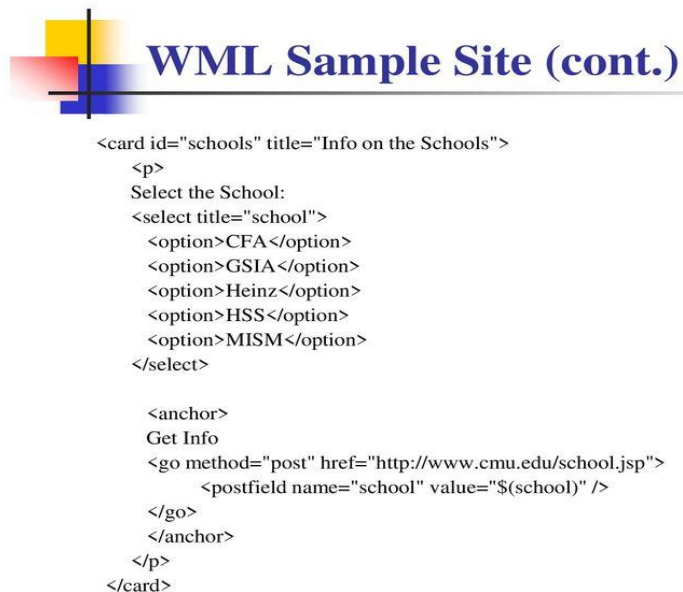 WML Sample Site (cont.)
<card id="schools" title="Info on the Schools">
<p>
Select the School:
<select title="school">
<option>CFA</option>
<option>GSIA</option>
<option>Heinz</option>
<option>HSS</option>
<option>MISM</option>
</select>
<anchor>
Get Info
<go method="post" href="http://www.cmu.edu/school.jsp">
<postfield name="school" value="$(school)" />
</go>
</anchor>
</p>
</card>